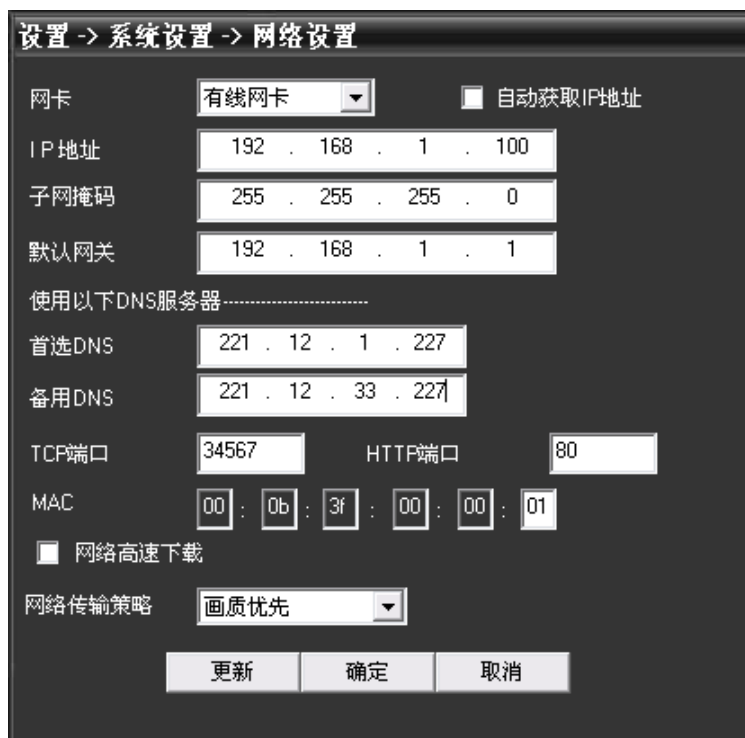 设置 -> 系统设置 -> 网络设置
网卡 有线网卡 自动获取IP地址
IP地址 192 . 168 . 1 . 100
子网掩码 255 . 255 . 255 . 0
默认网关 192 . 168 . 1 . 1
使用以下DNS服务器---------------------------
首选DNS 221 . 12 . 1 . 227
备用DNS 221 . 12 . 33 . 227
TCP端口 34567 HTTP端口 80
MAC 00 : 0b : 3f : 00 : 00 : 01
网络高速下载
网络传输策略 画质优先
更新 确定 取消